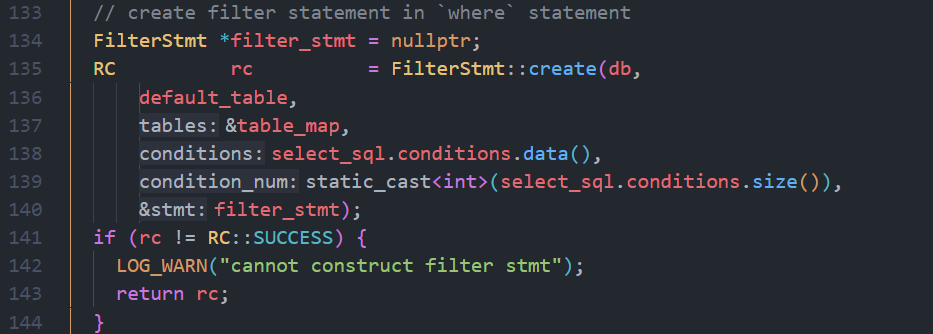 133 // create filter statement in `where` statement
134 FilterStmt *filter_stmt = nullptr;
135 RC rc = FilterStmt::create(db,
136 default_table,
137 tables: &table_map,
138 conditions: select_sql.conditions.data(),
139 condition_num: static_cast<int>(select_sql.conditions.size()),
140 &stmt: filter_stmt);
141 if (rc != RC::SUCCESS) {
142 LOG_WARN("cannot construct filter stmt");
143 return rc;
144 }